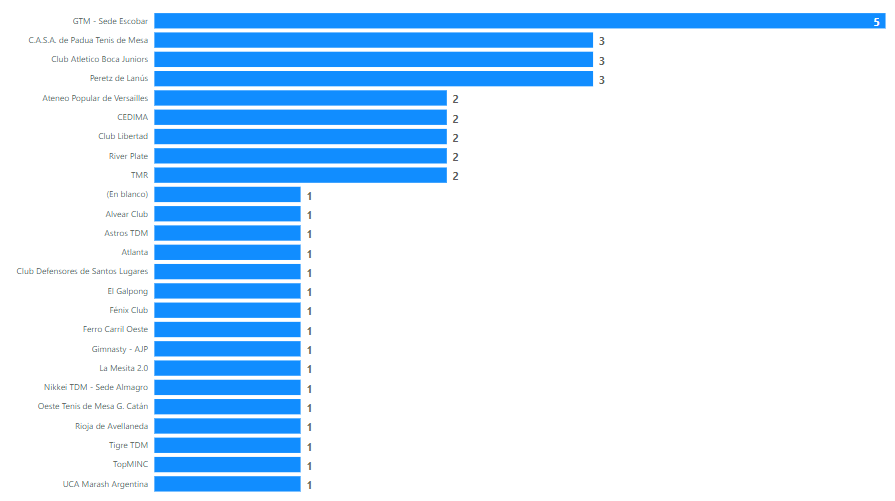 GTM - Sede Escobar 5
C.A.S.A. de Padua Tenis de Mesa 3
Club Atletico Boca Juniors 3
Peretz de Lanús 3
Ateneo Popular de Versailles 2
CEDIMA 2
Club Libertad 2
River Plate 2
TMR 2
(En blanco) 1
Alvear Club 1
Astros TDM 1
Atlanta 1
Club Defensores de Santos Lugares 1
El Galpong 1
Fénix Club 1
Ferro Carril Oeste 1
Gimnasty - AJP 1
La Mesita 2.0 1
Nikkei TDM - Sede Almagro 1
Oeste Tenis de Mesa G. Catán 1
Rioja de Avellaneda 1
Tigre TDM 1
TopMINC 1
UCA Marash Argentina 1